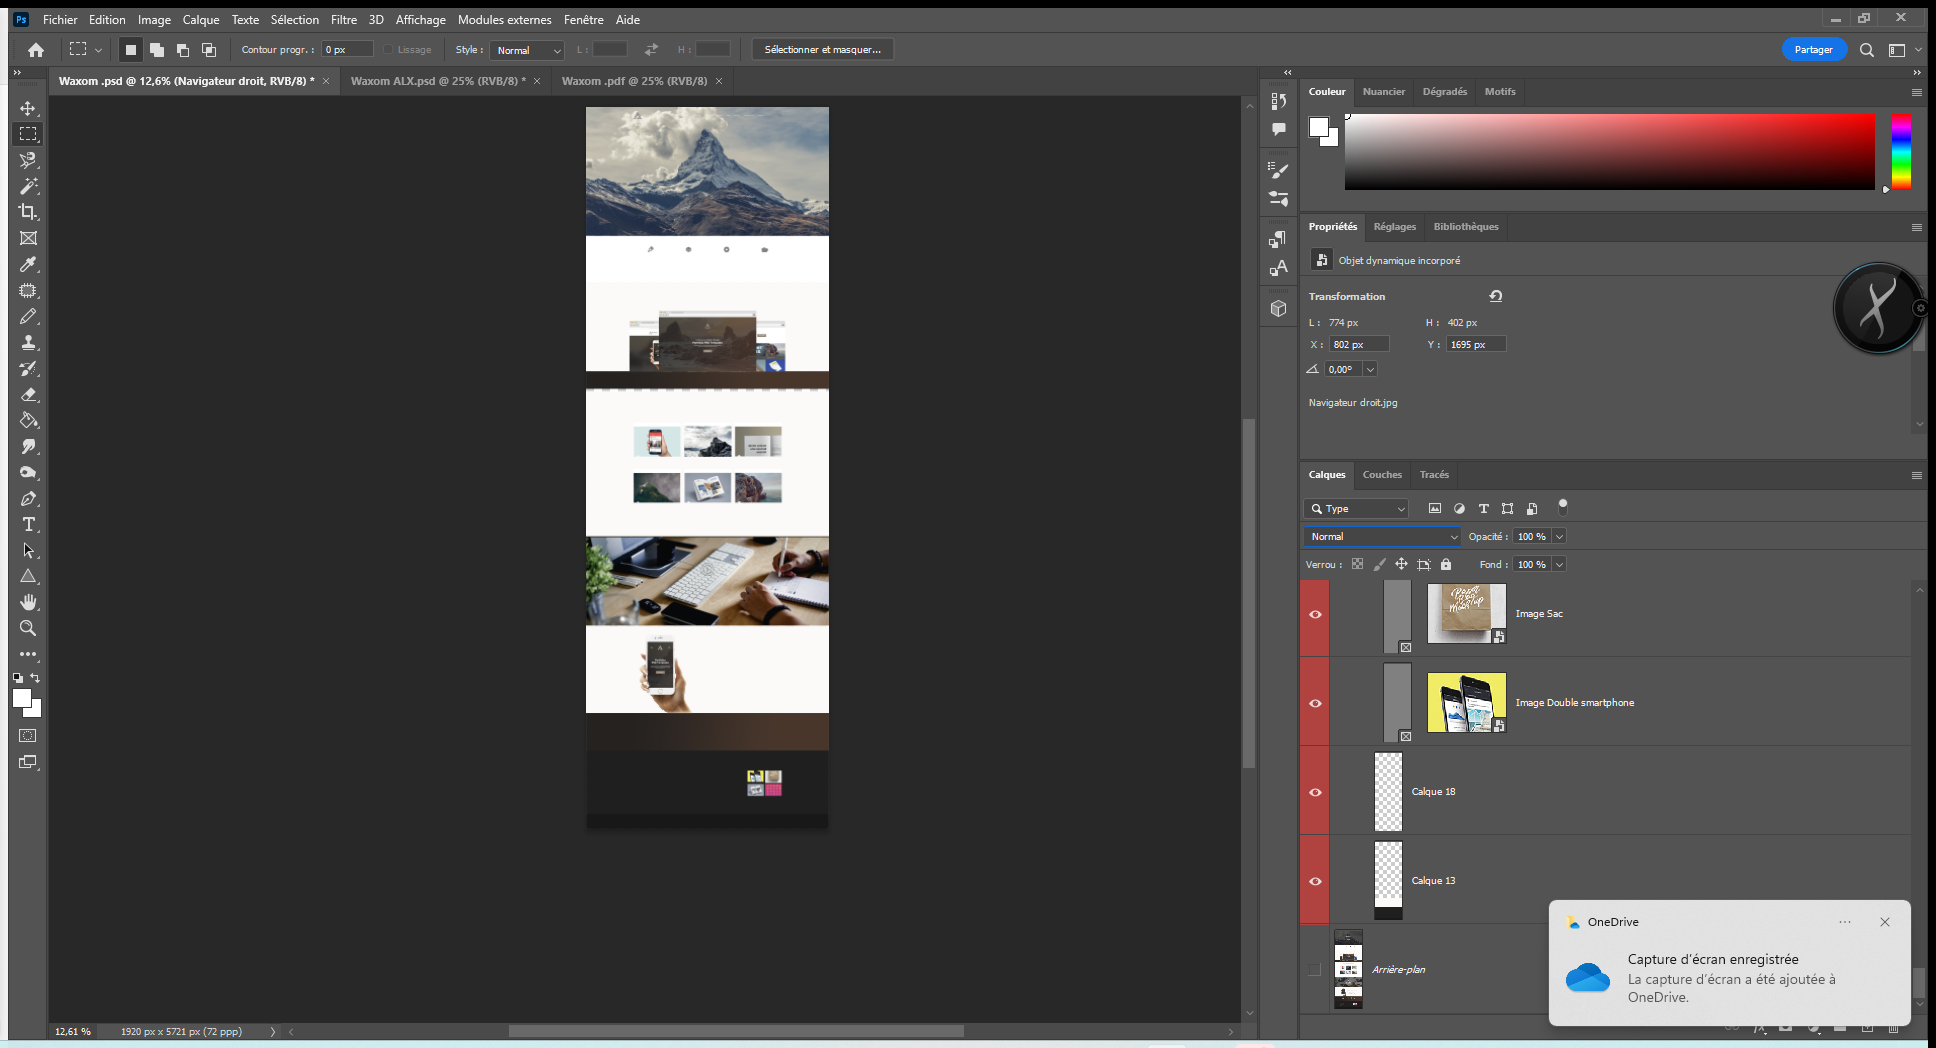 Ps Fichier Edition Image Calque Texte Sélection Filtre 3D Affichage Modules externes Fenêtre Aide
Contour progr. : 0 px Lissage Style : Normal L : H : Sélectionner et masquer... Partager
Waxom .psd @ 12,6% (Navigateur droit, RVB/8) * × Waxom ALX.psd @ 25% (RVB/8) * × Waxom .pdf @ 25% (RVB/8) ×
Couleur Nuancier Dégradés Motifs
Propriétés Réglages Bibliothèques
Objet dynamique incorporé
Transformation
L : 774 px H : 402 px
X : 802 px Y : 1695 px
0,00°
Navigateur droit.jpg
Calques Couches Tracés
Type
Normal Opacité : 100 %
Verrou : Fond : 100 %
Image Sac
Image Double smartphone
Calque 18
Calque 13
Arrière-plan
OneDrive
Capture d'écran enregistrée
La capture d'écran a été ajoutée à
OneDrive.
12,61 % 1920 px x 5721 px (72 ppp)